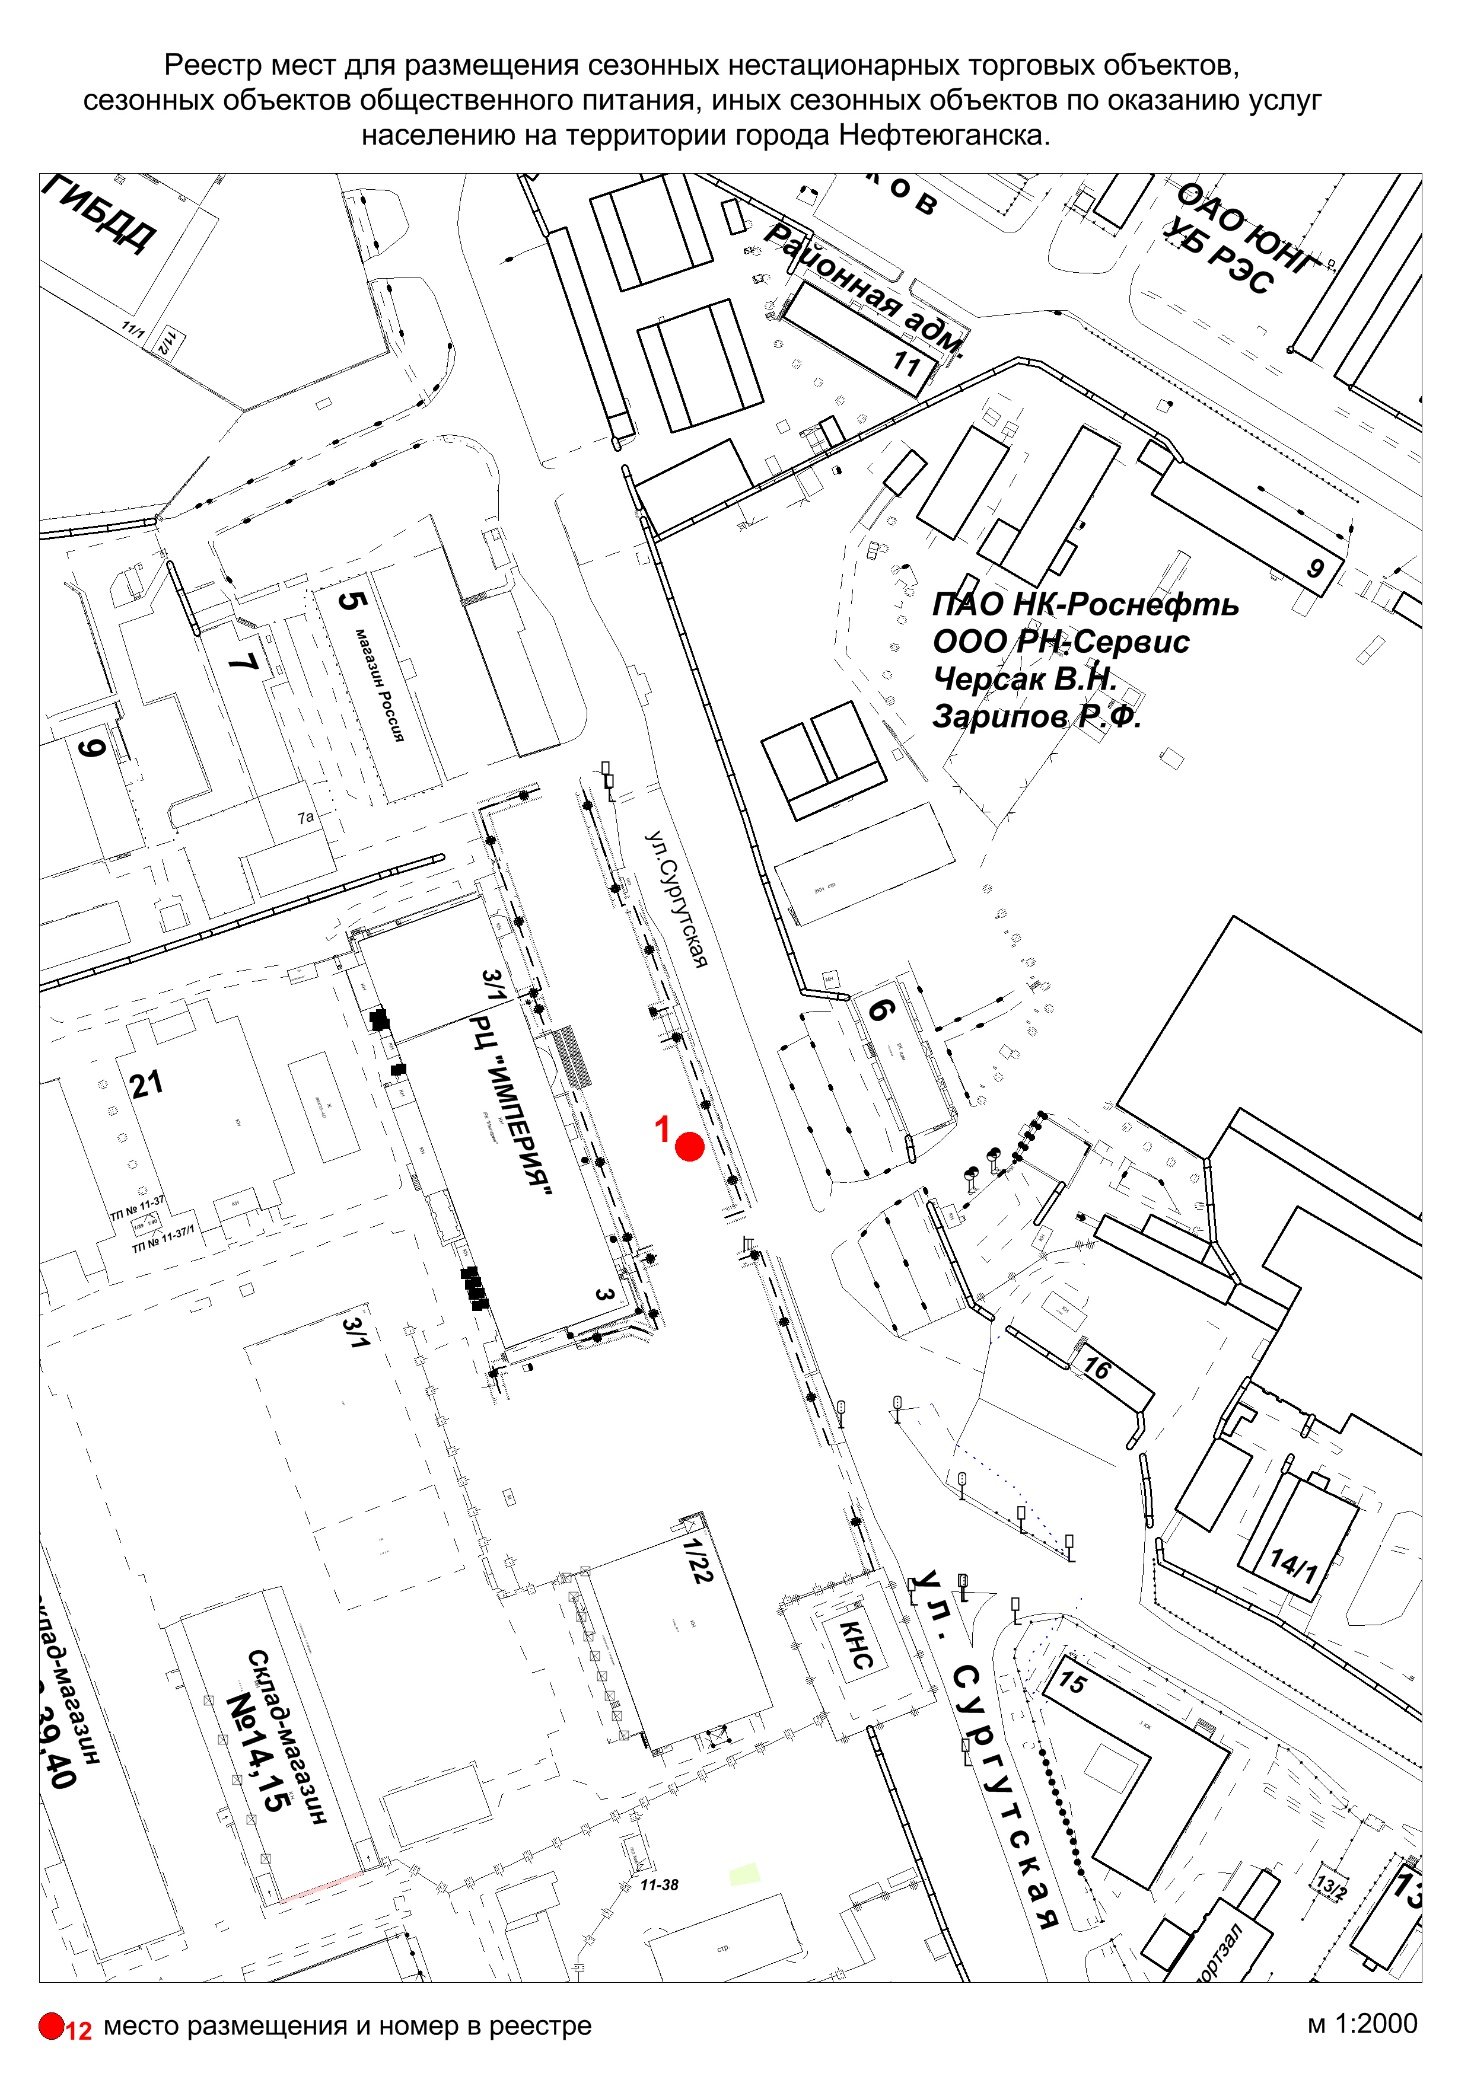 Реестр мест для размещения сезонных нестационарных торговых объектов,
сезонных объектов общественного питания, иных сезонных объектов по оказанию услуг
населению на территории города Нефтеюганска.
ГИБДД
ков
ОАО ЮНГ
УБ РЭС
Районная адм.
11
11/1
11/2
9
5
магазин Россия
7
9
7а
ПАО НК-Роснефть
ООО РН-Сервис
Черсак В.Н.
Зарипов Р.Ф.
ул.Сургутская
6
3/1
РЦ "ИМПЕРИЯ"
3
21
ТП № 11-37
ТП № 11-37/1
1
3/1
16
14/1
1/22
КНС
ул. Сургутская
15
Склад-магазин
№14,15
клад-магазин
39,40
11-38
13/2
13
портзал
12 место размещения и номер в реестре
м 1:2000